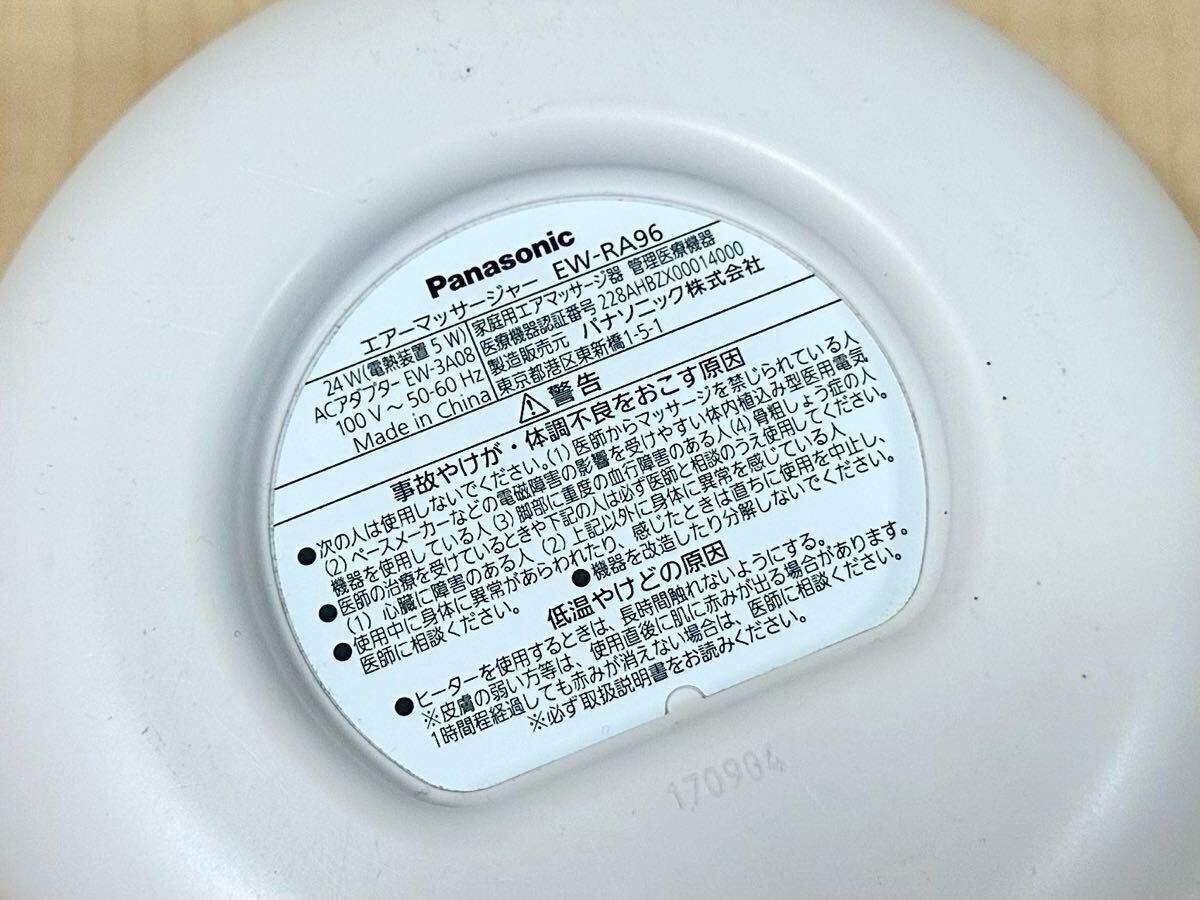 Panasonic
エアーマッサージャー EW-RA96
24W(電熱装置5W)
ACアダプター EW-3A08
100V~50-60Hz
Made in China
家庭用エアマッサージ器 管理医療機器
医療機器認証番号 228AHBZX00014000
製造販売元 パナソニック株式会社
東京都港区東新橋1-5-1
⚠警告
事故やけが・体調不良をおこす原因
●次の人は使用しないでください。(1)医師からマッサージを禁じられている人
(2)ペースメーカーなどの電磁障害の影響を受けやすい体内植込み型医用電気
機器を使用している人(3)脚部に重度の血行障害のある人(4)骨粗しょう症の人
●医師の治療を受けているときや下記の人は必ず医師と相談のうえ使用してください。
(1)心臓に障害のある人(2)上記以外に身体に異常を感じている人
●使用中に身体に異常があらわれたり、感じたときは直ちに使用を中止し、
医師に相談ください。 ●機器を改造したり分解しないでください。
低温やけどの原因
●ヒーターを使用するときは、長時間触れないようにする。
※皮膚の弱い方等は、使用直後に肌に赤みが出る場合があります。
1時間程経過しても赤みが消えない場合は、医師に相談ください。
※必ず取扱説明書をお読みください。
170904